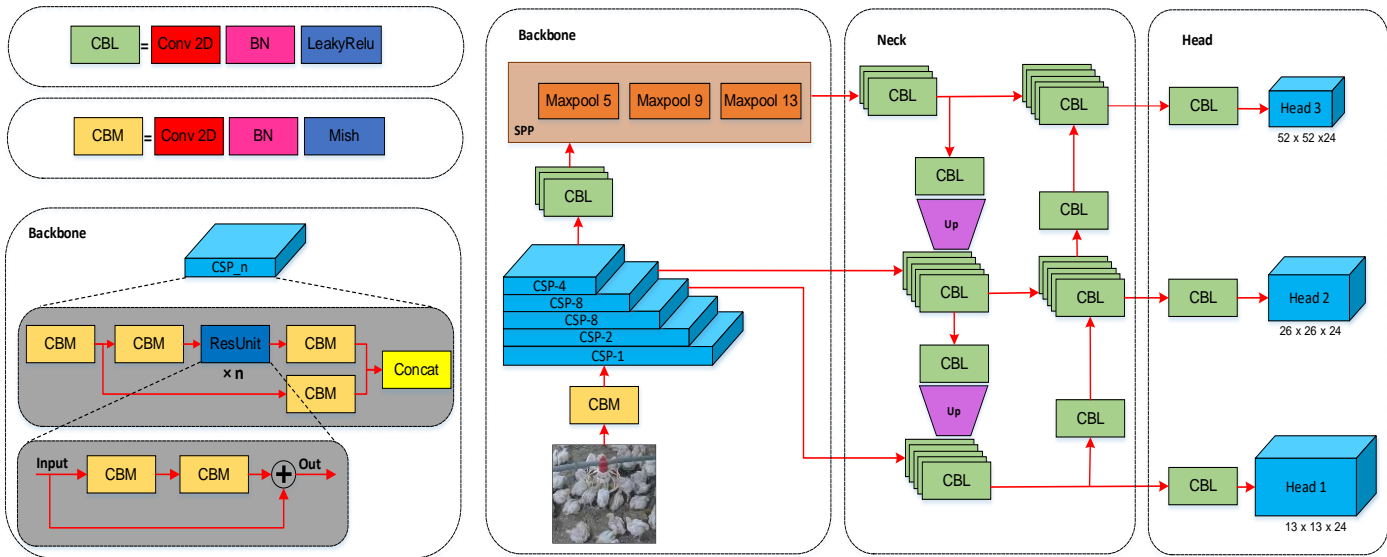 CBL = Conv 2D BN LeakyRelu
CBM = Conv 2D BN Mish
Backbone
CSP_n
CBM CBM ResUnit CBM
× n
CBM
Concat
Input CBM CBM + Out
Backbone
Maxpool 5 Maxpool 9 Maxpool 13
SPP
CBL
CSP-4
CSP-8
CSP-8
CSP-2
CSP-1
CBM
Neck
CBL
CBL
CBL
Up
CBL
CBL
CBL
CBL
Up
CBL
CBL
Head
CBL Head 3
52 x 52 x24
CBL Head 2
26 x 26 x 24
CBL Head 1
13 x 13 x 24